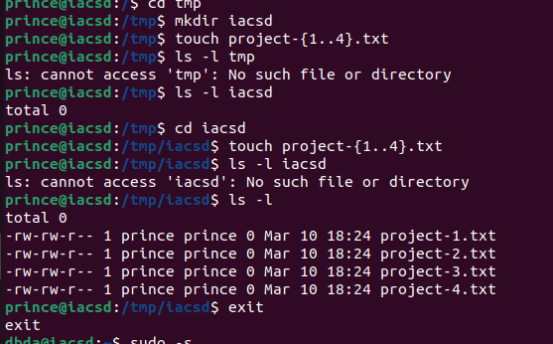 prince@iacsd:/$ cd tmp
prince@iacsd:/tmp$ mkdir iacsd
prince@iacsd:/tmp$ touch project-{1..4}.txt
prince@iacsd:/tmp$ ls -l tmp
ls: cannot access 'tmp': No such file or directory
prince@iacsd:/tmp$ ls -l iacsd
total 0
prince@iacsd:/tmp$ cd iacsd
prince@iacsd:/tmp/iacsd$ touch project-{1..4}.txt
prince@iacsd:/tmp/iacsd$ ls -l iacsd
ls: cannot access 'iacsd': No such file or directory
prince@iacsd:/tmp/iacsd$ ls -l
total 0
-rw-rw-r-- 1 prince prince 0 Mar 10 18:24 project-1.txt
-rw-rw-r-- 1 prince prince 0 Mar 10 18:24 project-2.txt
-rw-rw-r-- 1 prince prince 0 Mar 10 18:24 project-3.txt
-rw-rw-r-- 1 prince prince 0 Mar 10 18:24 project-4.txt
prince@iacsd:/tmp/iacsd$ exit
exit
dbda@iacsd:~$ sudo -s